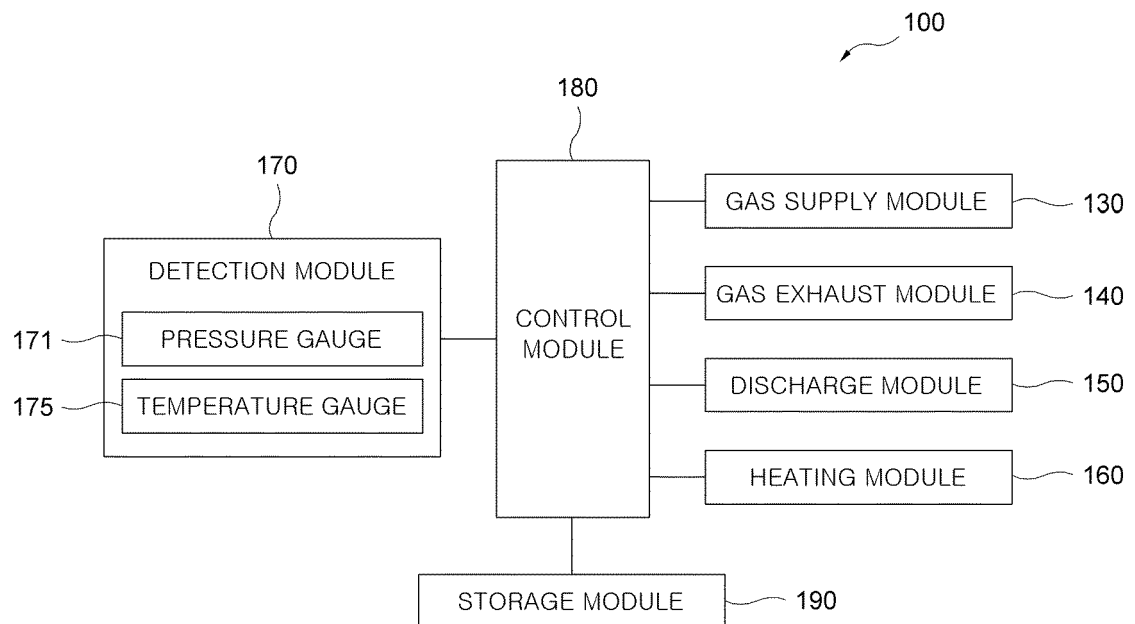 100
180
170
DETECTION MODULE
171
PRESSURE GAUGE
175
TEMPERATURE GAUGE
CONTROL
MODULE
GAS SUPPLY MODULE
130
GAS EXHAUST MODULE
140
DISCHARGE MODULE
150
HEATING MODULE
160
STORAGE MODULE
190